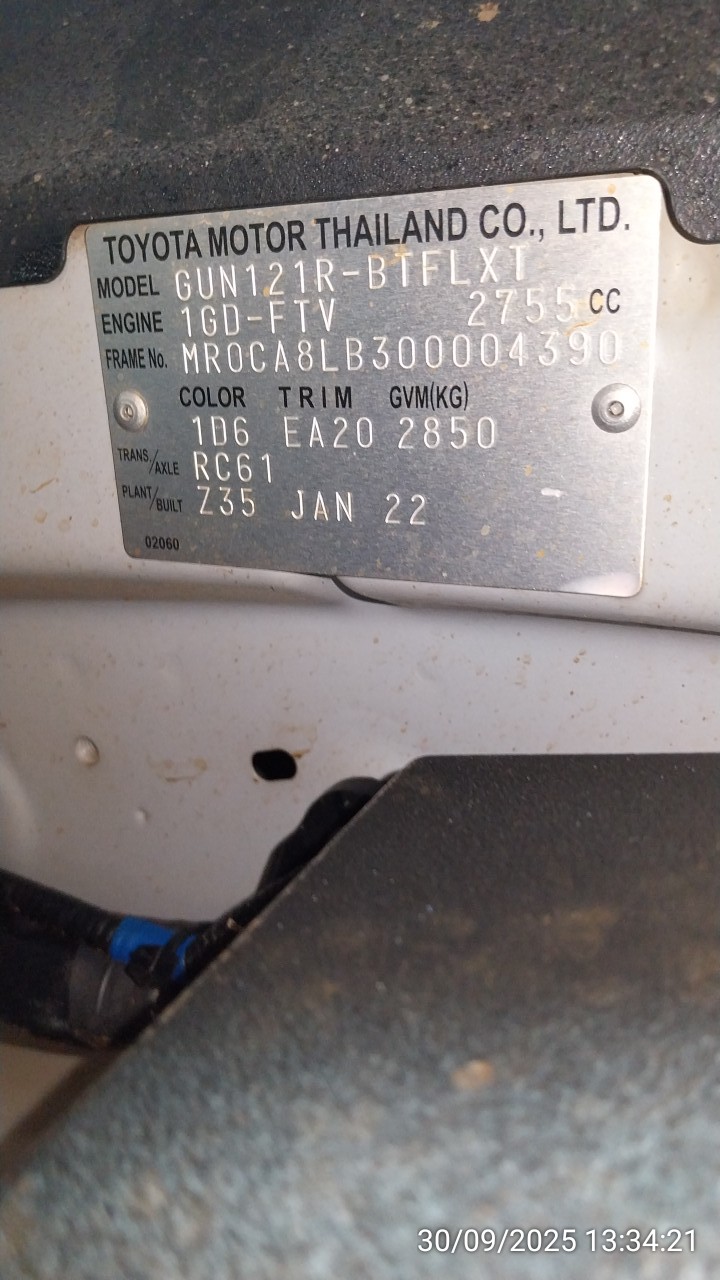 TOYOTA MOTOR THAILAND CO., LTD.
MODEL GUN121R-BTFLXT
ENGINE 1GD-FTV 2755 CC
FRAME No. MR0CA8LB300004390
COLOR TRIM GVM(KG)
1D6 EA20 2850
TRANS/AXLE RC61
PLANT/BUILT Z35 JAN 22
02060
30/09/2025 13:34:21